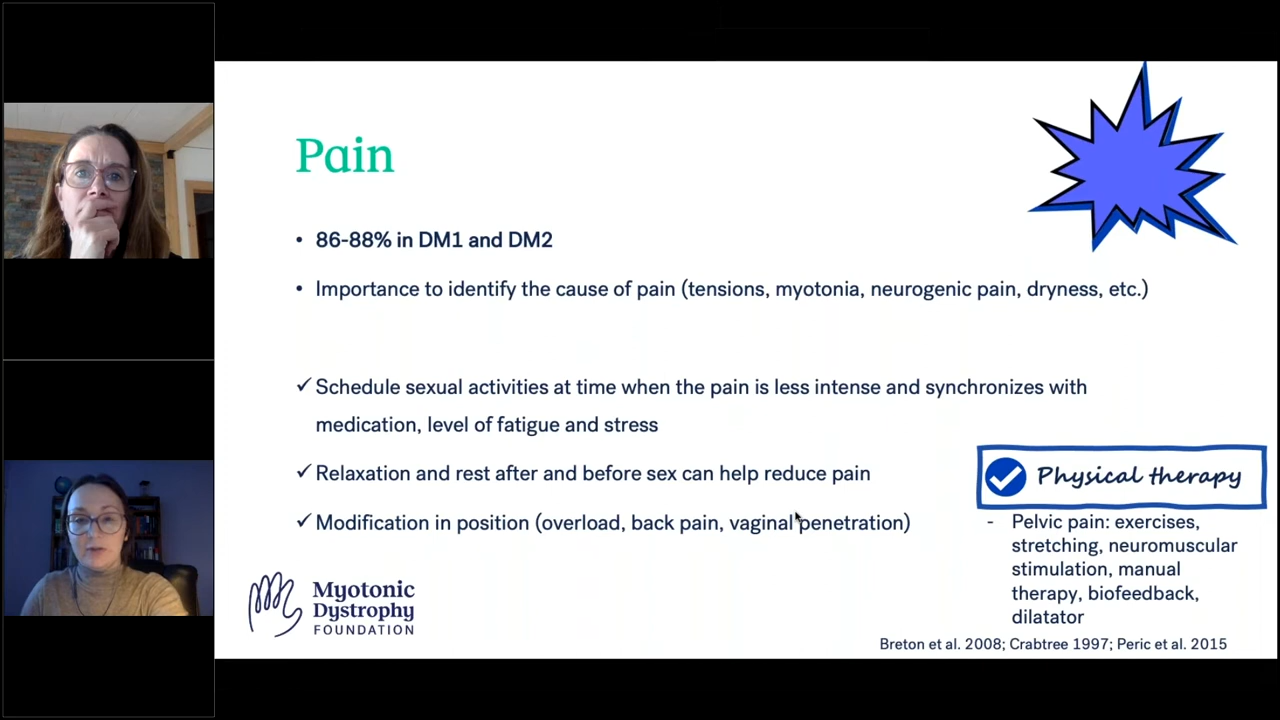 Pain
• 86-88% in DM1 and DM2
• Importance to identify the cause of pain (tensions, myotonia, neurogenic pain, dryness, etc.)
✓ Schedule sexual activities at time when the pain is less intense and synchronizes with
medication, level of fatigue and stress
✓ Relaxation and rest after and before sex can help reduce pain
✓ Modification in position (overload, back pain, vaginal penetration)
Physical therapy
- Pelvic pain: exercises,
stretching, neuromuscular
stimulation, manual
therapy, biofeedback,
dilatator
Myotonic
Dystrophy
FOUNDATION
Breton et al. 2008; Crabtree 1997; Peric et al. 2015